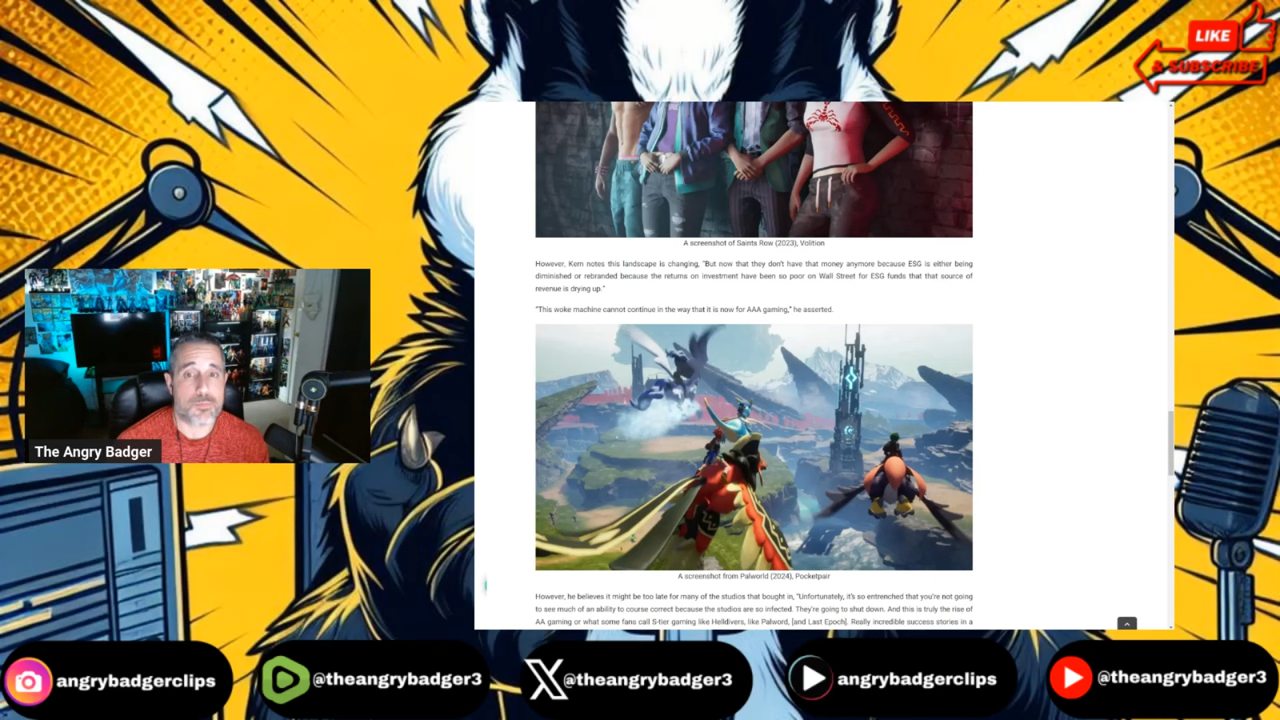 LIKE
& SUBSCRIBE
A screenshot of Saints Row (2023), Volition
However, Kern notes this landscape is changing, "But now that they don't have that money anymore because ESG is either being
diminished or rebranded because the returns on investment have been so poor on Wall Street for ESG funds that that source of
revenue is drying up."
"This woke machine cannot continue in the way that it is now for AAA gaming," he asserted.
The Angry Badger
A screenshot from Palworld (2024), Pocketpair
However, he believes it might be too late for many of the studios that bought in, "Unfortunately, it's so entrenched that you're not going
to see much of an ability to course correct because the studios are so infected. They're going to shut down. And this is truly the rise of
AA gaming or what some fans call S-tier gaming like Helldivers, like Palword, [and Last Epoch]. Really incredible success stories in a
angrybadgerclips
@theangrybadger3
@theangrybadger3
angrybadgerclips
@theangrybadger3